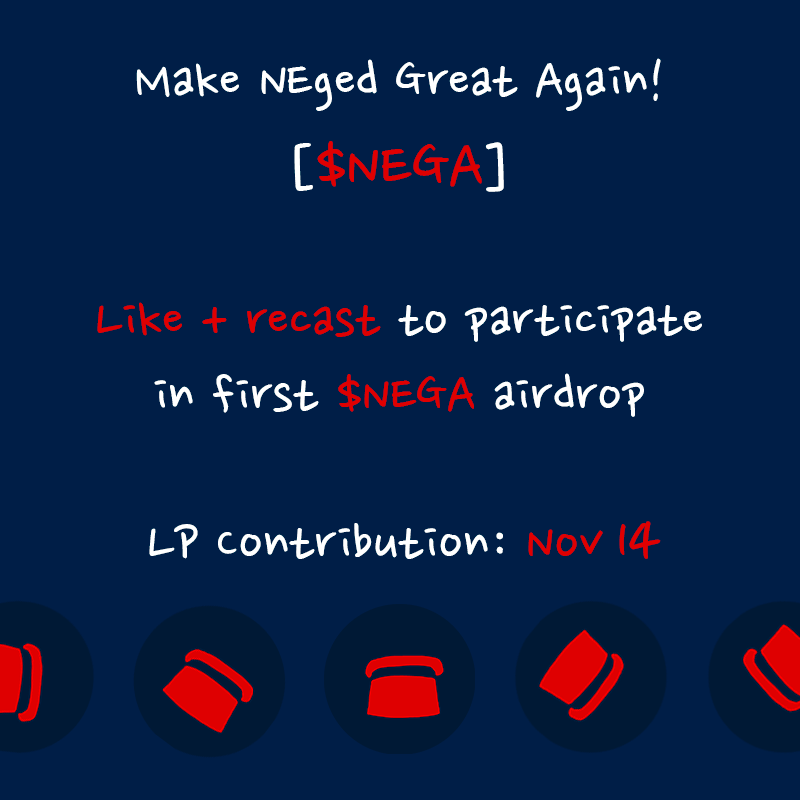 Make NEged Great Again!
[$NEGA]
Like + recast to participate
in first $NEGA airdrop
LP contribution: Nov 14